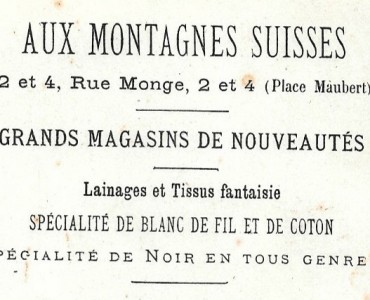 AUX MONTAGNES SUISSES
2 et 4, Rue Monge, 2 et 4 (Place Maubert)
GRANDS MAGASINS DE NOUVEAUTÉS
Lainages et Tissus fantaisie
SPÉCIALITÉ DE BLANC DE FIL ET DE COTON
PÉCIALITÉ DE NOIR EN TOUS GENRE